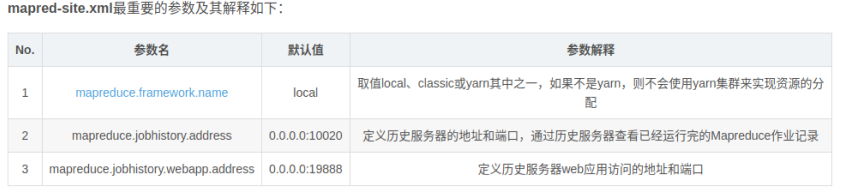 mapred-site.xml最重要的参数及其解释如下：
No. 参数名 默认值 参数解释
1 mapreduce.framework.name local 取值local、classic或yarn其中之一，如果不是yarn，则不会使用yarn集群来实现资源的分
配
2 mapreduce.jobhistory.address 0.0.0.0:10020 定义历史服务器的地址和端口，通过历史服务器查看已经运行完的Mapreduce作业记录
3 mapreduce.jobhistory.webapp.address 0.0.0.0:19888 定义历史服务器web应用访问的地址和端口